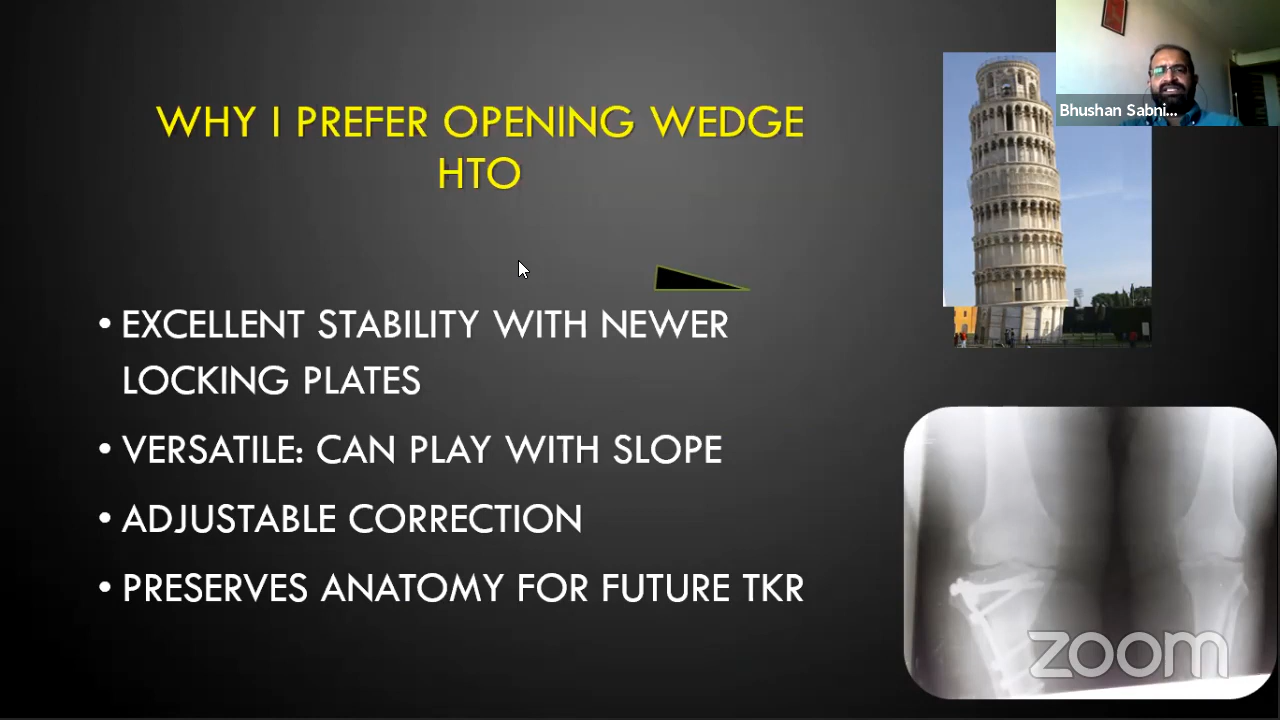 WHY I PREFER OPENING WEDGE
HTO
Bhushan Sabni...
• EXCELLENT STABILITY WITH NEWER
LOCKING PLATES
• VERSATILE: CAN PLAY WITH SLOPE
• ADJUSTABLE CORRECTION
• PRESERVES ANATOMY FOR FUTURE TKR
zoom